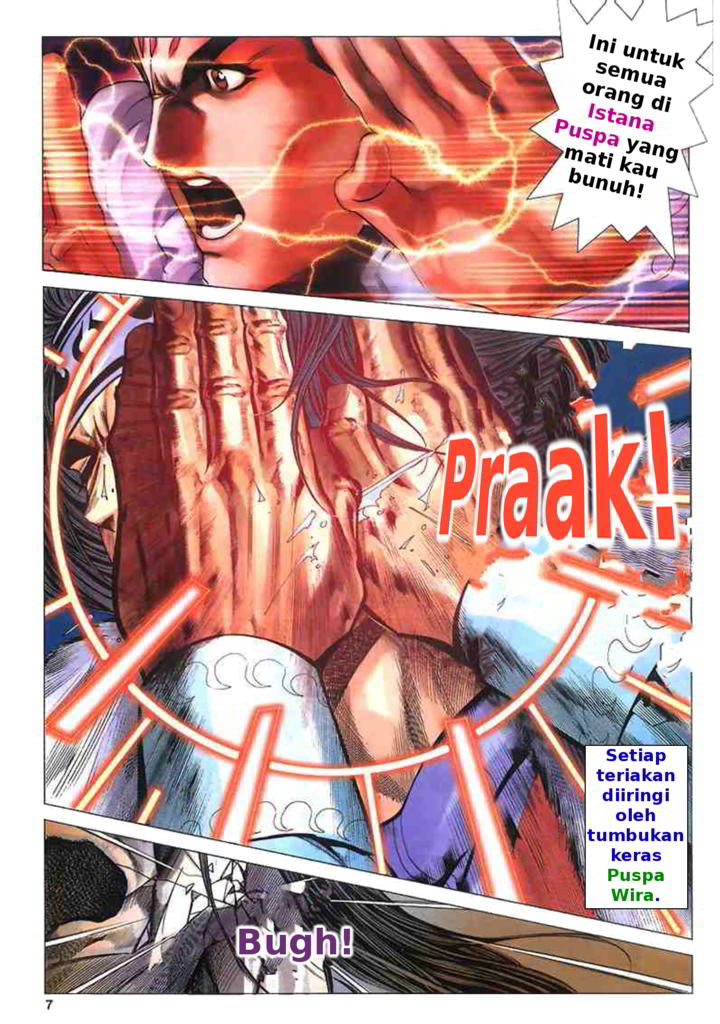 Ini untuk
semua
orang di
Istana
Puspa yang
mati kau
bunuh!
Praak!
Setiap
teriakan
diiringi
oleh
tumbukan
keras
Puspa
Wira.
Bugh!
7